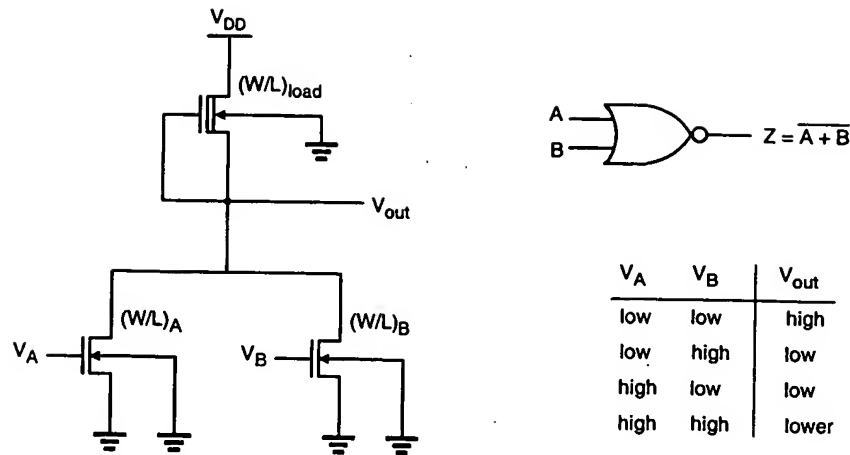 V_DD
(W/L)_load
V_out
(W/L)_A
(W/L)_B
V_A
V_B
A
B
Z = \overline{A + B}
V_A V_B V_out
low low high
low high low
high low low
high high lower